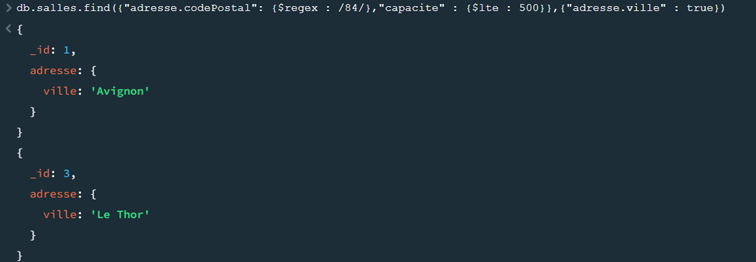 > db.salles.find({"adresse.codePostal": {$regex : /84/},"capacite" : {$lte : 500}},{"adresse.ville" : true})
< {
_id: 1,
adresse: {
ville: 'Avignon'
}
}
{
_id: 3,
adresse: {
ville: 'Le Thor'
}
}